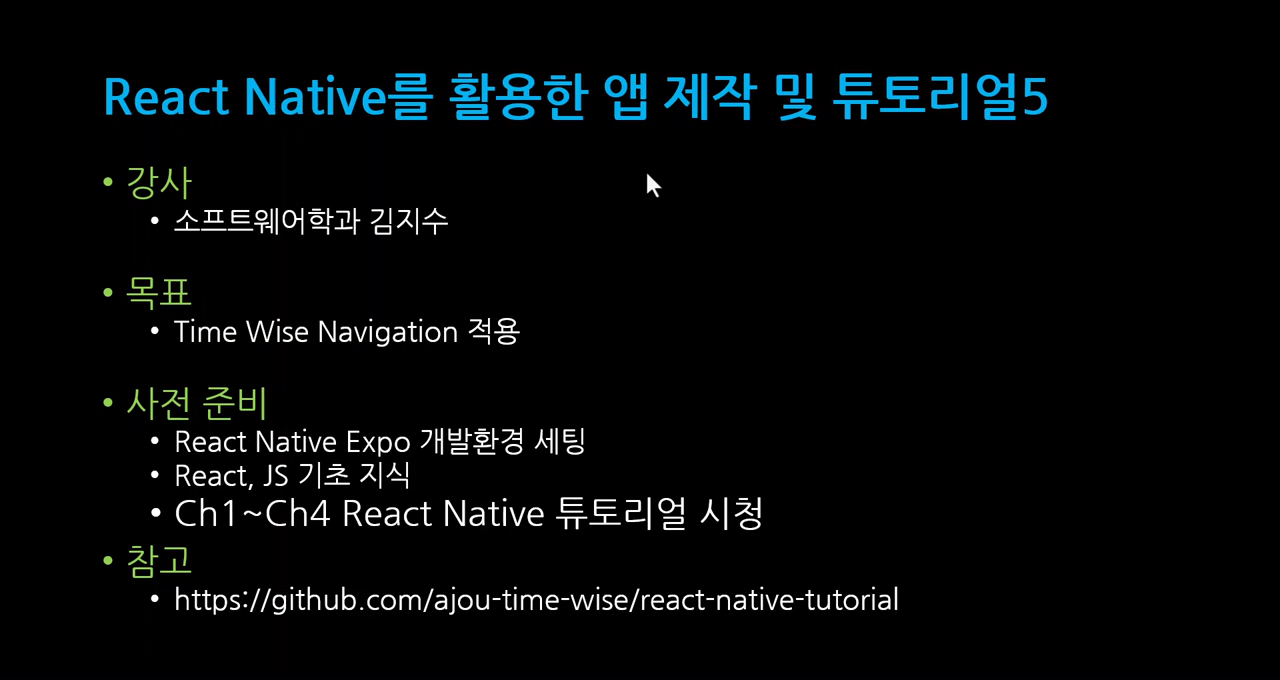 React Native를 활용한 앱 제작 및 튜토리얼5
• 강사
• 소프트웨어학과 김지수
• 목표
• Time Wise Navigation 적용
• 사전 준비
• React Native Expo 개발환경 세팅
• React, JS 기초 지식
• Ch1~Ch4 React Native 튜토리얼 시청
• 참고
• https://github.com/ajou-time-wise/react-native-tutorial